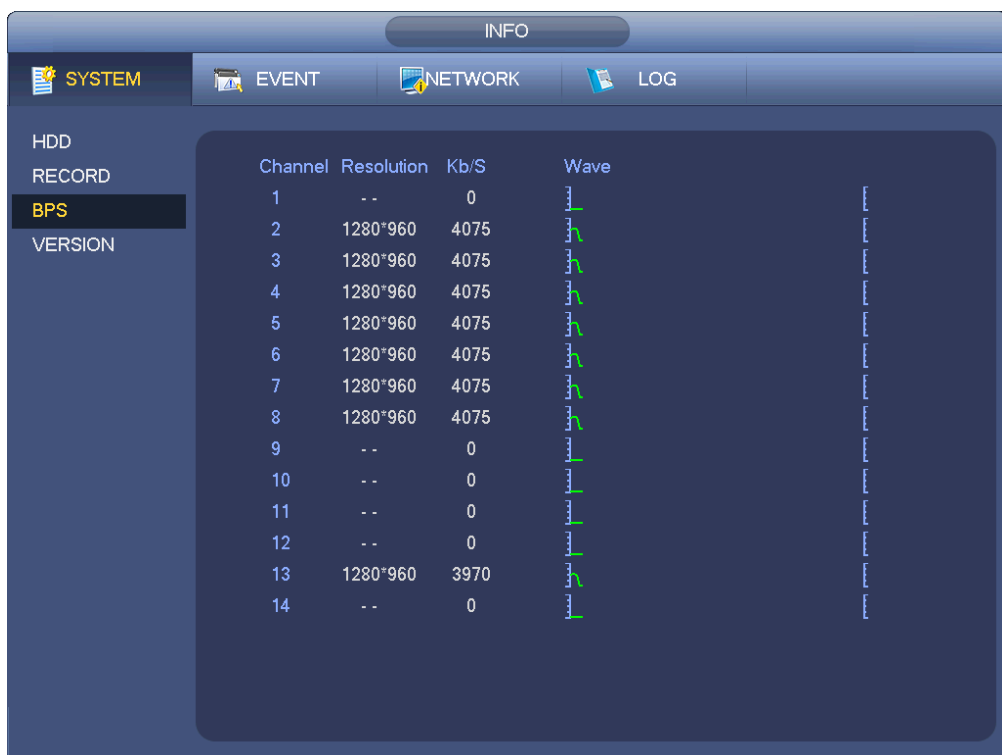 INFO
SYSTEM EVENT NETWORK LOG
HDD
RECORD
BPS
VERSION
Channel Resolution Kb/S Wave
1 - - 0
2 1280*960 4075
3 1280*960 4075
4 1280*960 4075
5 1280*960 4075
6 1280*960 4075
7 1280*960 4075
8 1280*960 4075
9 - - 0
10 - - 0
11 - - 0
12 - - 0
13 1280*960 3970
14 - - 0